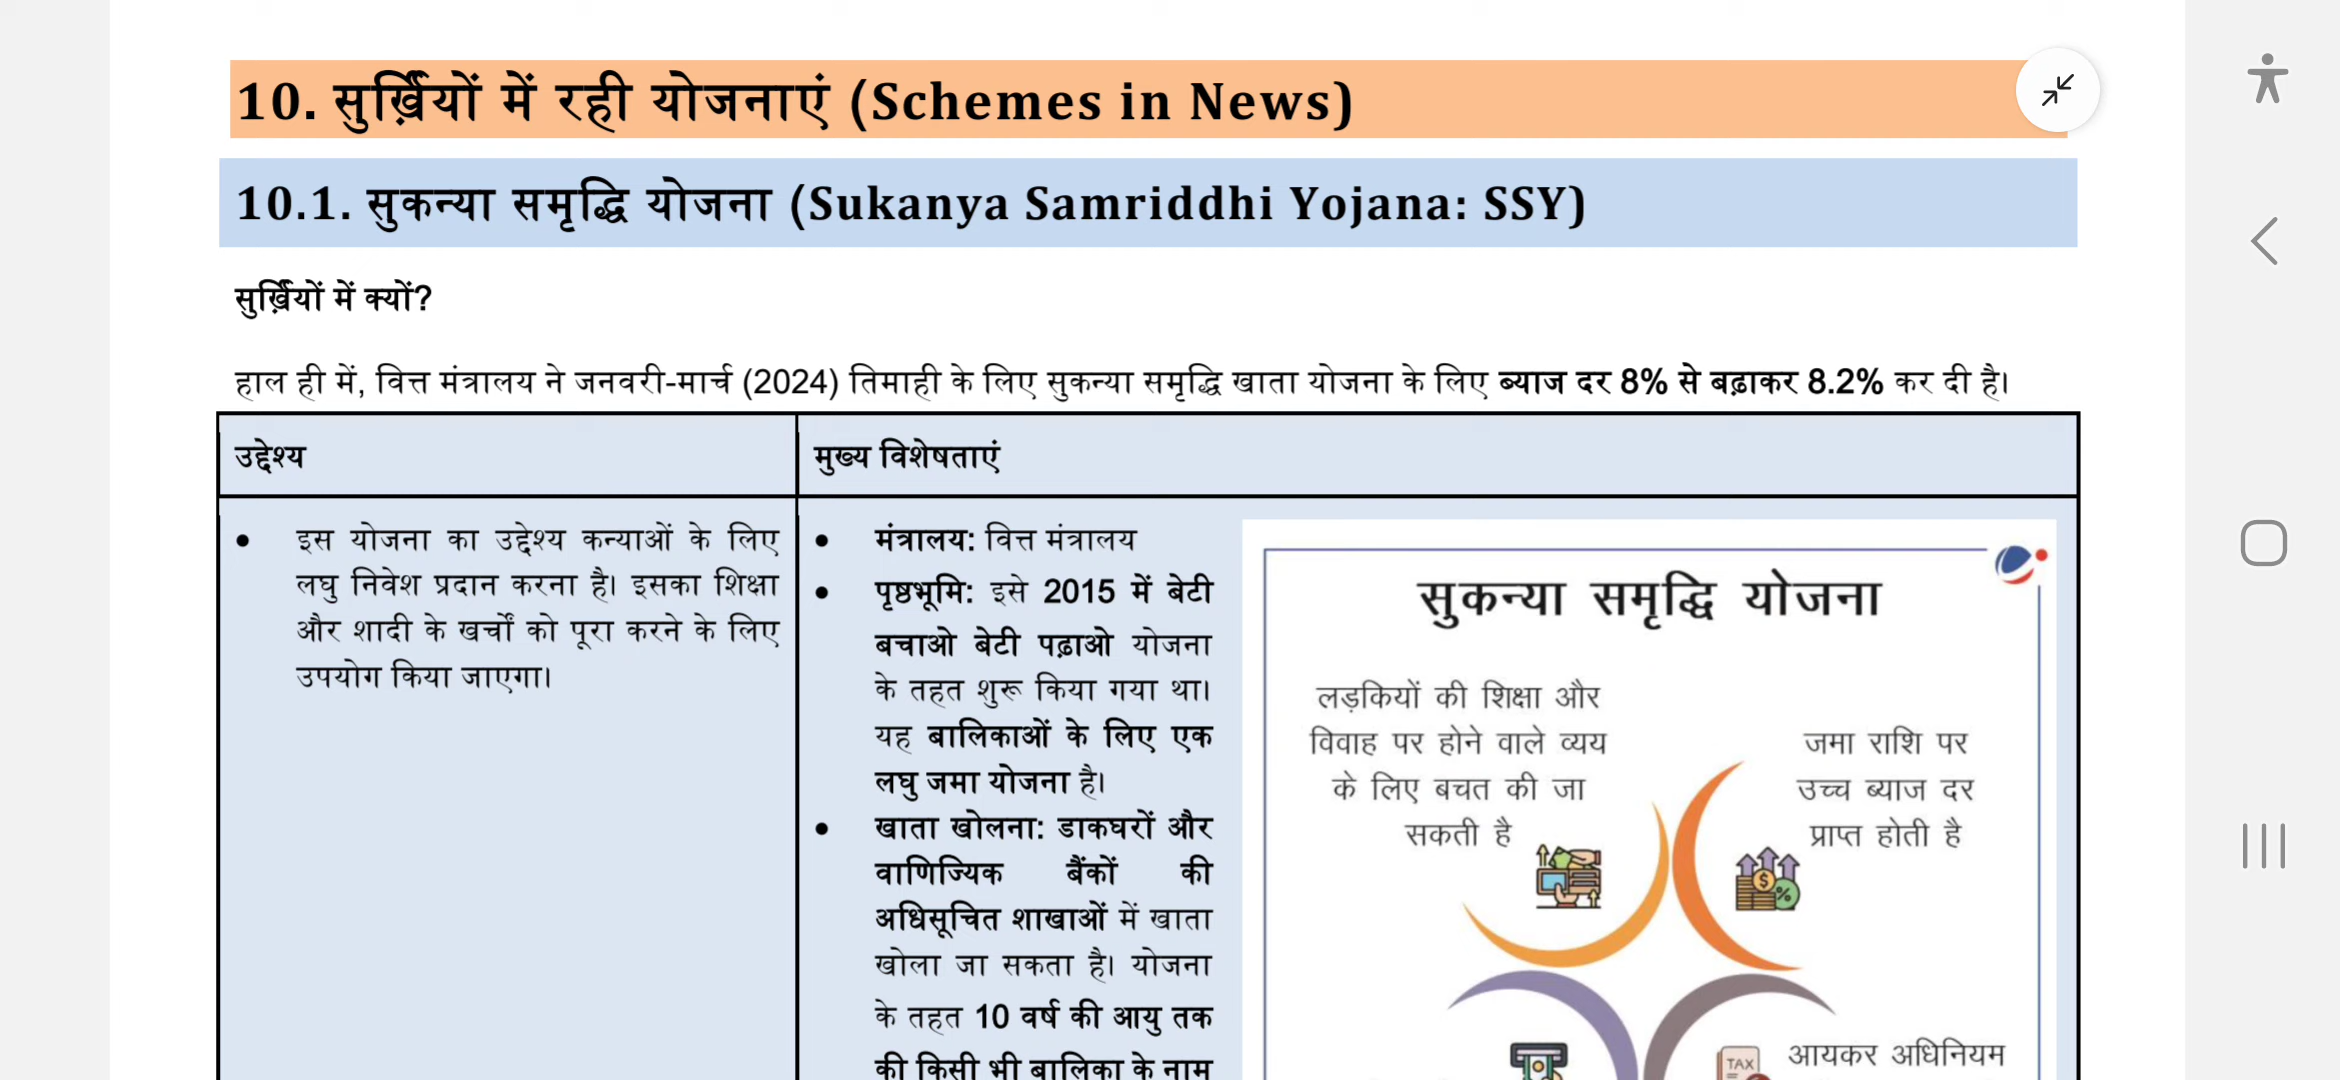 10. सुर्ख़ियों में रही योजनाएं (Schemes in News)
10.1. सुकन्या समृद्धि योजना (Sukanya Samriddhi Yojana: SSY)
सुर्ख़ियों में क्यों?
हाल ही में, वित्त मंत्रालय ने जनवरी-मार्च (2024) तिमाही के लिए सुकन्या समृद्धि खाता योजना के लिए ब्याज दर 8% से बढ़ाकर 8.2% कर दी है।
उद्देश्य
मुख्य विशेषताएं
• इस योजना का उद्देश्य कन्याओं के लिए
लघु निवेश प्रदान करना है। इसका शिक्षा
और शादी के खर्चों को पूरा करने के लिए
उपयोग किया जाएगा।
• मंत्रालय: वित्त मंत्रालय
• पृष्ठभूमि: इसे 2015 में बेटी
बचाओ बेटी पढ़ाओ योजना
के तहत शुरू किया गया था।
यह बालिकाओं के लिए एक
लघु जमा योजना है।
• खाता खोलना: डाकघरों और
वाणिज्यिक बैंकों की
अधिसूचित शाखाओं में खाता
खोला जा सकता है। योजना
के तहत 10 वर्ष की आयु तक
की किसी भी बालिका के नाम
सुकन्या समृद्धि योजना
लड़कियों की शिक्षा और
विवाह पर होने वाले व्यय
के लिए बचत की जा
सकती है
जमा राशि पर
उच्च ब्याज दर
प्राप्त होती है
TAX
आयकर अधिनियम